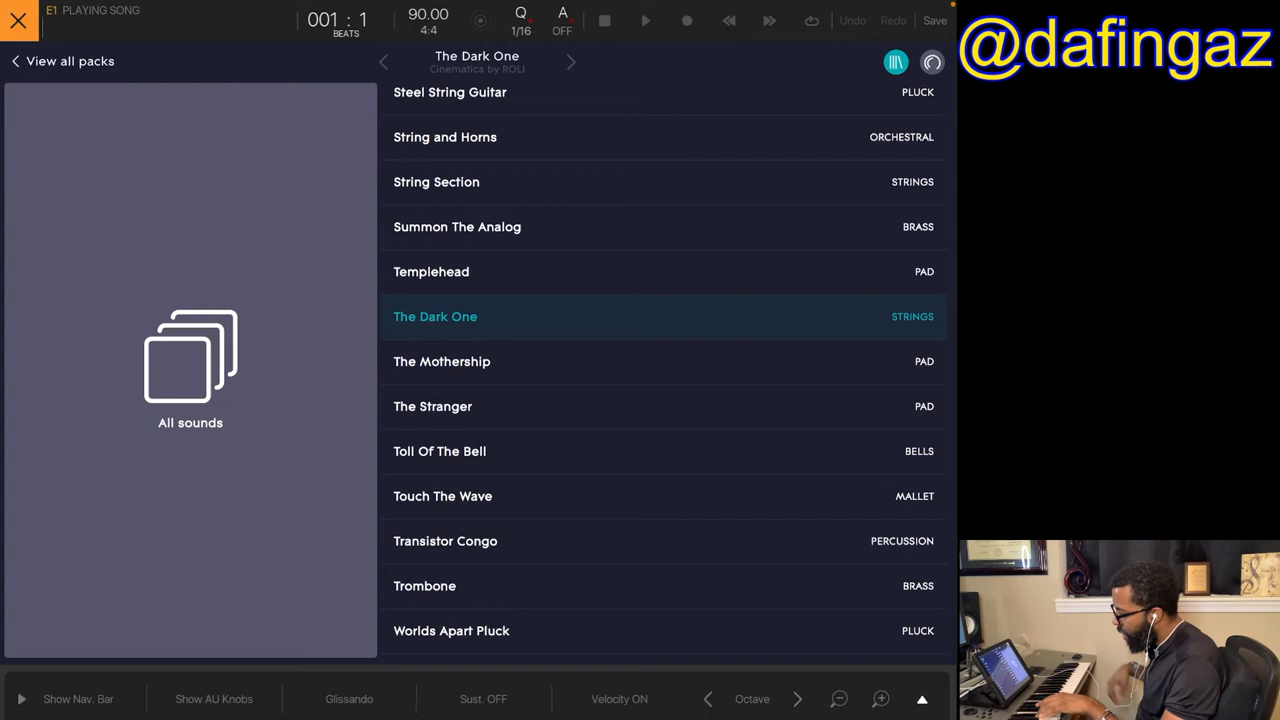 E1 PLAYING SONG
001 : 1
BEATS
90.00
4:4
Q
1/16
A
OFF
Undo
Redo
Save
@dafingaz
View all packs
The Dark One
Cinematica by ROLI
Steel String Guitar PLUCK
String and Horns ORCHESTRAL
String Section STRINGS
Summon The Analog BRASS
Templehead PAD
The Dark One STRINGS
The Mothership PAD
The Stranger PAD
Toll Of The Bell BELLS
Touch The Wave MALLET
Transistor Congo PERCUSSION
Trombone BRASS
Worlds Apart Pluck PLUCK
All sounds
Show Nav. Bar
Show AU Knobs
Glissando
Sust. OFF
Velocity ON
Octave